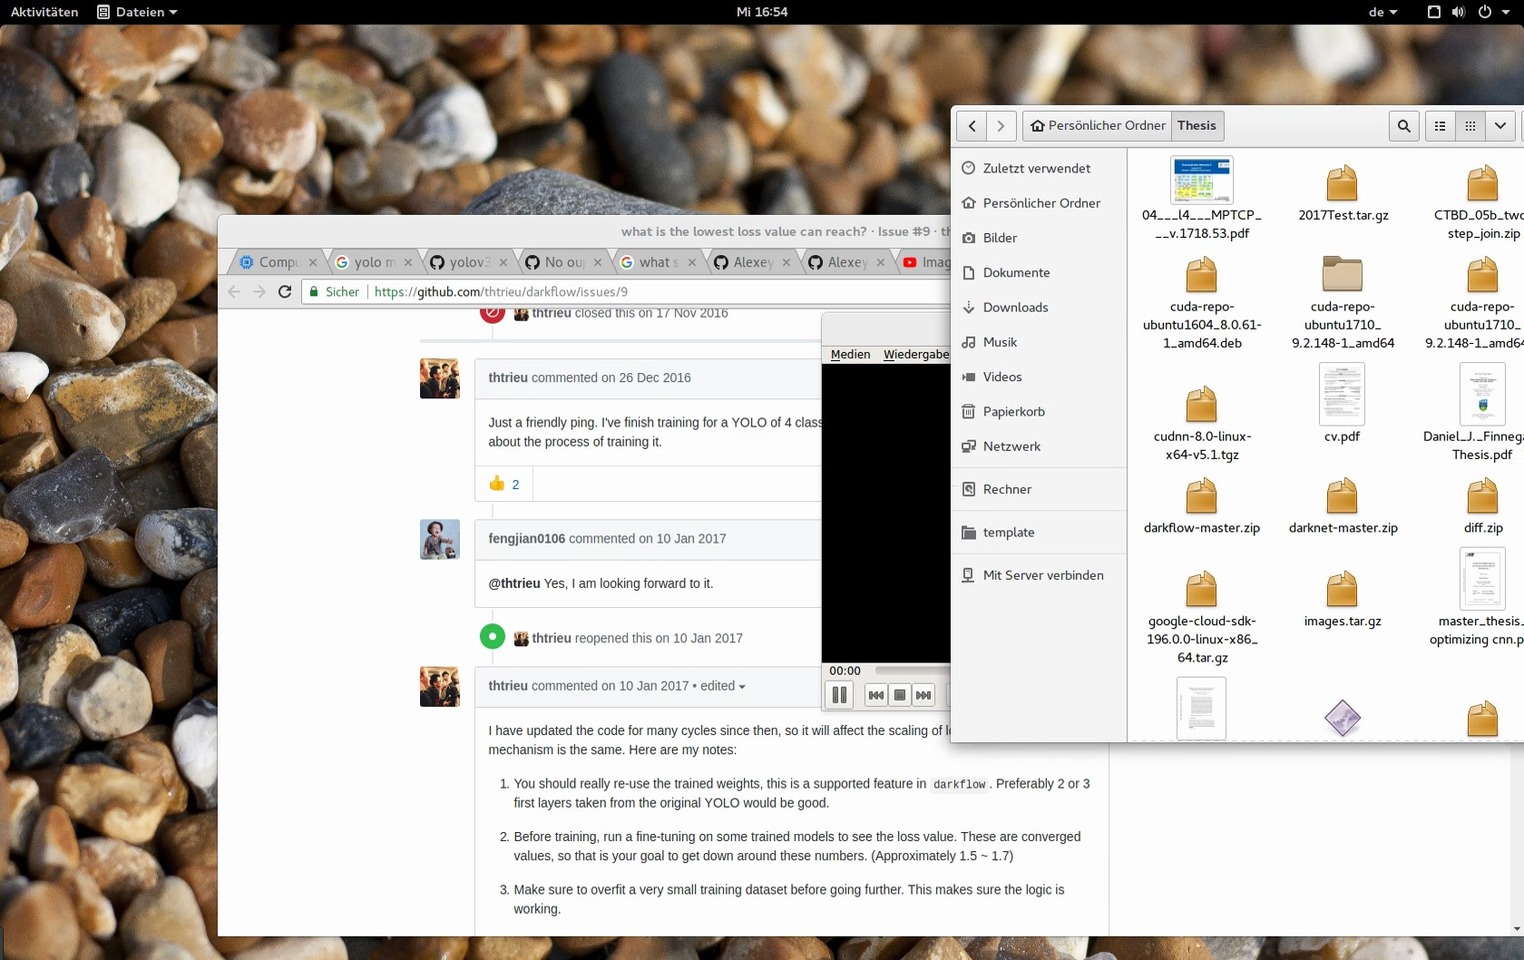 Aktivitäten
Dateien
Mi 16:54
de
what is the lowest loss value can reach? · Issue #9 ·
Compu
yolo m
yolov3
No ou
what s
Alexey
Alexey
Imag
Sicher
https://github.com/thtrieu/darkflow/issues/9
thtrieu closed this on 17 Nov 2016
thtrieu commented on 26 Dec 2016
Just a friendly ping. I've finish training for a YOLO of 4 class
about the process of training it.
2
fengjian0106 commented on 10 Jan 2017
@thtrieu Yes, I am looking forward to it.
thtrieu reopened this on 10 Jan 2017
thtrieu commented on 10 Jan 2017 • edited
I have updated the code for many cycles since then, so it will affect the scaling of
mechanism is the same. Here are my notes:
1. You should really re-use the trained weights, this is a supported feature in darkflow. Preferably 2 or 3
first layers taken from the original YOLO would be good.
2. Before training, run a fine-tuning on some trained models to see the loss value. These are converged
values, so that is your goal to get down around these numbers. (Approximately 1.5 ~ 1.7)
3. Make sure to overfit a very small training dataset before going further. This makes sure the logic is
working.
Medien
Wiedergabe
00:00
Persönlicher Ordner
Thesis
Zuletzt verwendet
Persönlicher Ordner
Bilder
Dokumente
Downloads
Musik
Videos
Papierkorb
Netzwerk
Rechner
template
Mit Server verbinden
04___l4___MPTCP_
__v.1718.53.pdf
2017Test.tar.gz
CTBD_05b_two
step_join.zip
cuda-repo-
ubuntu1604_8.0.61-
1_amd64.deb
cuda-repo-
ubuntu1710_
9.2.148-1_amd64
cuda-repo-
ubuntu1710_
9.2.148-1_amd64
cudnn-8.0-linux-
x64-v5.1.tgz
cv.pdf
Daniel_J._Finnega
Thesis.pdf
darkflow-master.zip
darknet-master.zip
diff.zip
google-cloud-sdk-
196.0.0-linux-x86_
64.tar.gz
images.tar.gz
master_thesis_
optimizing cnn.p